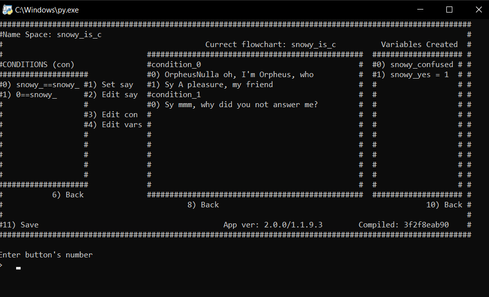 C:\Windows\py.exe
################################################################################
#Name Space: snowy_is_c #
# Currect flowchart: snowy_is_c Variables Created #
# ################################# ################ #
#CONDITIONS (con) #condition_0 # #0) snowy_confused # #
#################### #0) OrpheusNulla oh, I'm Orpheus, who # #1) snowy_yes = 1 # #
#0) snowy_==snowy_ #1) Set say #1) Sy A pleasure, my friend # # # #
#1) 0==snowy_ #2) Edit say #condition_1 # # # #
# # #0) Sy mmm, why did you not answer me? # # # #
# # #3) Edit con # # # # #
# # #4) Edit vars # # # # #
# # # # # # #
# # # # # # #
# # # # # # #
# # # # # # #
#################### # # # # #
# 6) Back ################################# ################ #
# 8) Back 10) Back #
# #
#11) Save App ver: 2.0.0/1.1.9.3 Compiled: 3f2f8eab90 #
################################################################################
Enter button's number
>